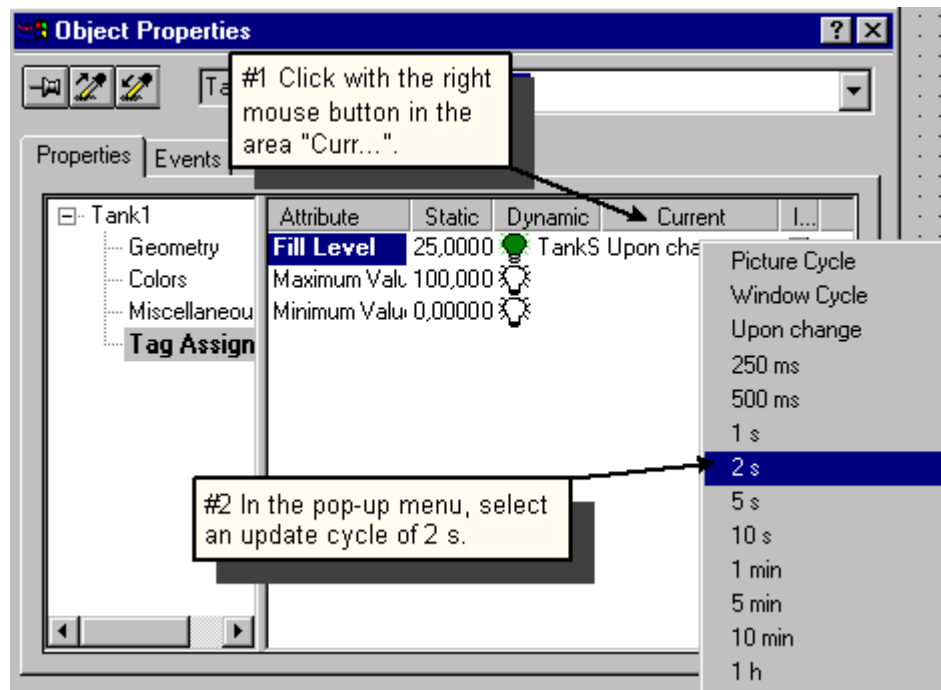 Object Properties
Ta
#1 Click with the right
mouse button in the
area "Curr...".
Properties Events
Tank1
Geometry
Colors
Miscellaneou
Tag Assign
Attribute Static Dynamic Current I...
Fill Level 25,0000 TankS Upon cha
Maximum Valu 100,000
Minimum Valu 0,00000
Picture Cycle
Window Cycle
Upon change
250 ms
500 ms
1 s
2 s
5 s
10 s
1 min
5 min
10 min
1 h
#2 In the pop-up menu, select
an update cycle of 2 s.